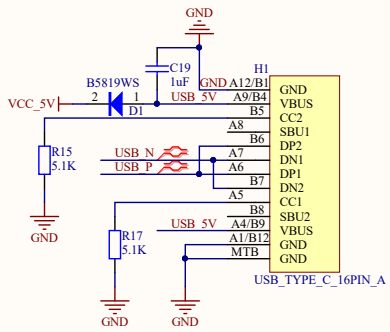 GND
C19
1uF
B5819WS
2
1
D1
VCC_5V
USB_5V
H1
GND
A12/B1
GND
A9/B4
VBUS
B5
CC2
A8
SBU1
B6
DP2
USB_N
A7
DN1
USB_P
A6
DP1
B7
DN2
A5
CC1
B8
SBU2
USB_5V
A4/B9
VBUS
A1/B12
GND
MTB
GND
R15
5.1K
GND
R17
5.1K
GND
GND
USB_TYPE_C_16PIN_A